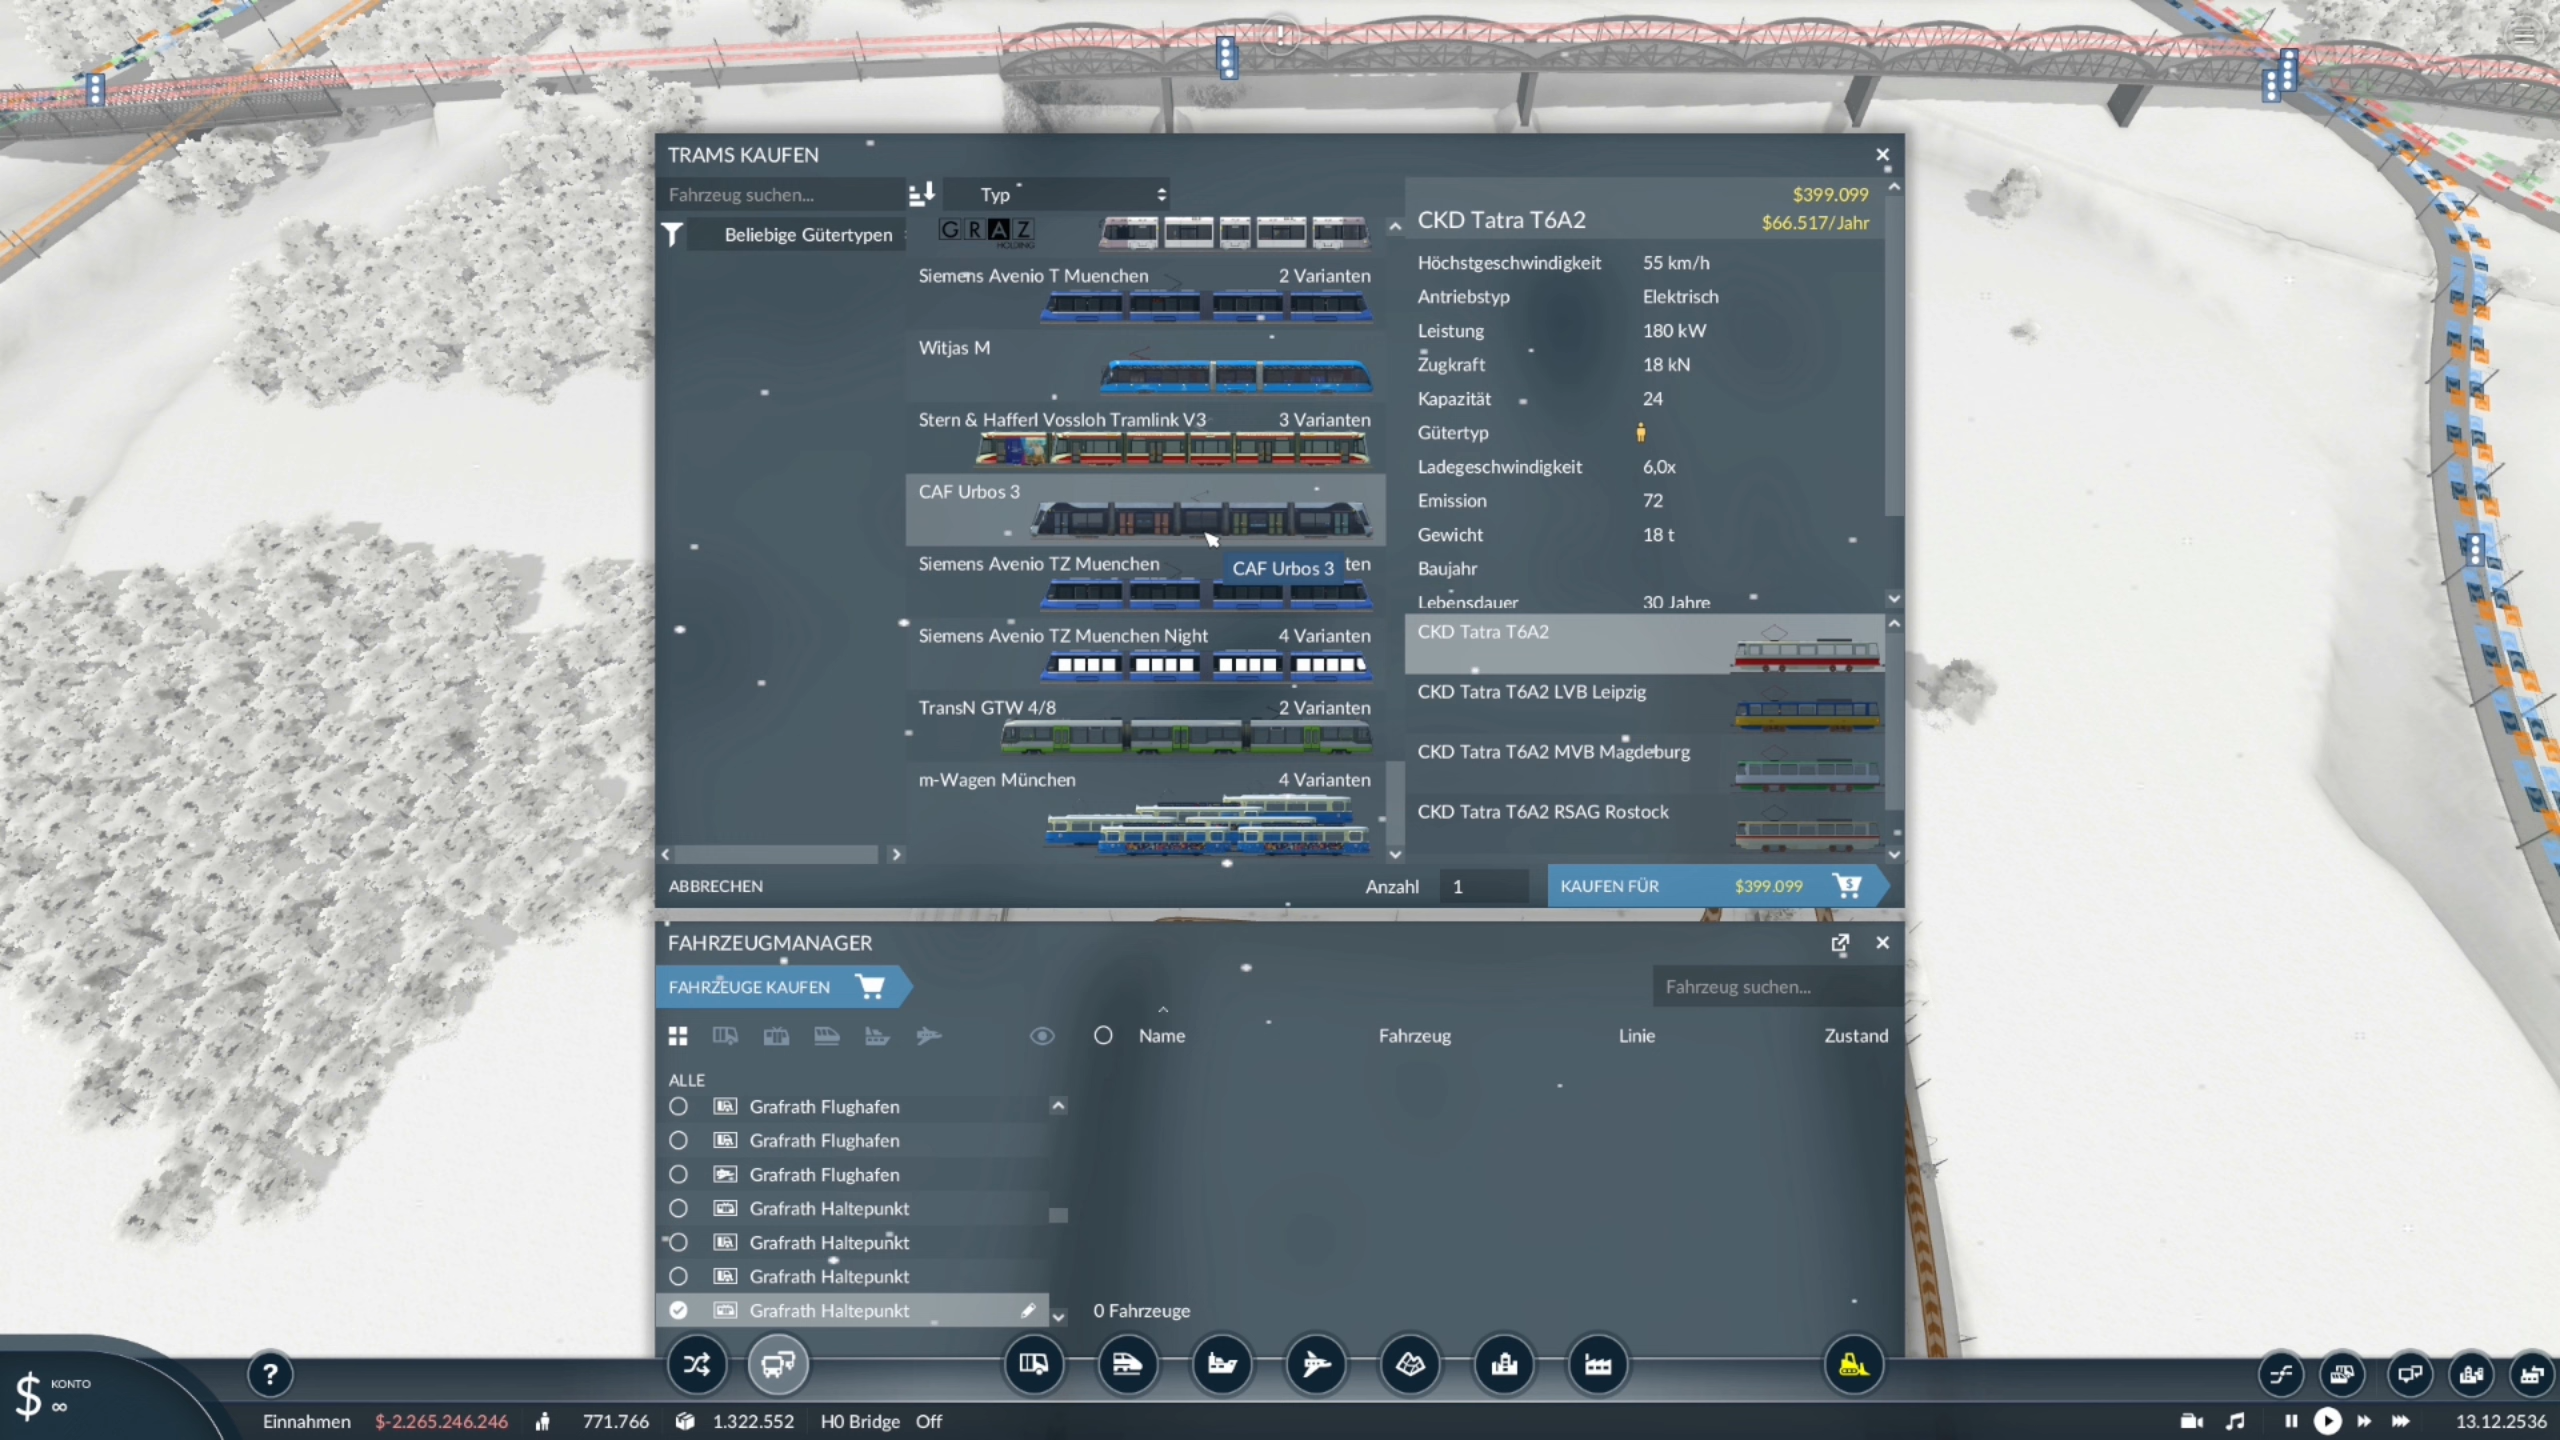 TRAMS KAUFEN
Fahrzeug suchen...
Typ
Beliebige Gütertypen
GRAZ
HOLDING
Siemens Avenio T Muenchen 2 Varianten
Witjas M
Stern & Hafferl Vossloh Tramlink V3 3 Varianten
CAF Urbos 3
Siemens Avenio TZ Muenchen ten
CAF Urbos 3
Siemens Avenio TZ Muenchen Night 4 Varianten
TransN GTW 4/8 2 Varianten
m-Wagen München 4 Varianten
$399.099
CKD Tatra T6A2 $66.517/Jahr
Höchstgeschwindigkeit 55 km/h
Antriebstyp Elektrisch
Leistung 180 kW
Zugkraft 18 kN
Kapazität 24
Gütertyp
Ladegeschwindigkeit 6,0x
Emission 72
Gewicht 18 t
Baujahr
Lebensdauer 30 Jahre
CKD Tatra T6A2
CKD Tatra T6A2 LVB Leipzig
CKD Tatra T6A2 MVB Magdeburg
CKD Tatra T6A2 RSAG Rostock
ABBRECHEN Anzahl 1 KAUFEN FÜR $399.099
FAHRZEUGMANAGER
FAHRZEUGE KAUFEN Fahrzeug suchen...
Name Fahrzeug Linie Zustand
ALLE
Grafrath Flughafen
Grafrath Flughafen
Grafrath Flughafen
Grafrath Haltepunkt
Grafrath Haltepunkt
Grafrath Haltepunkt
Grafrath Haltepunkt 0 Fahrzeuge
$ KONTO
∞
?
Einnahmen $-2.265.246.246 771.766 1.322.552 H0 Bridge Off 13.12.2536